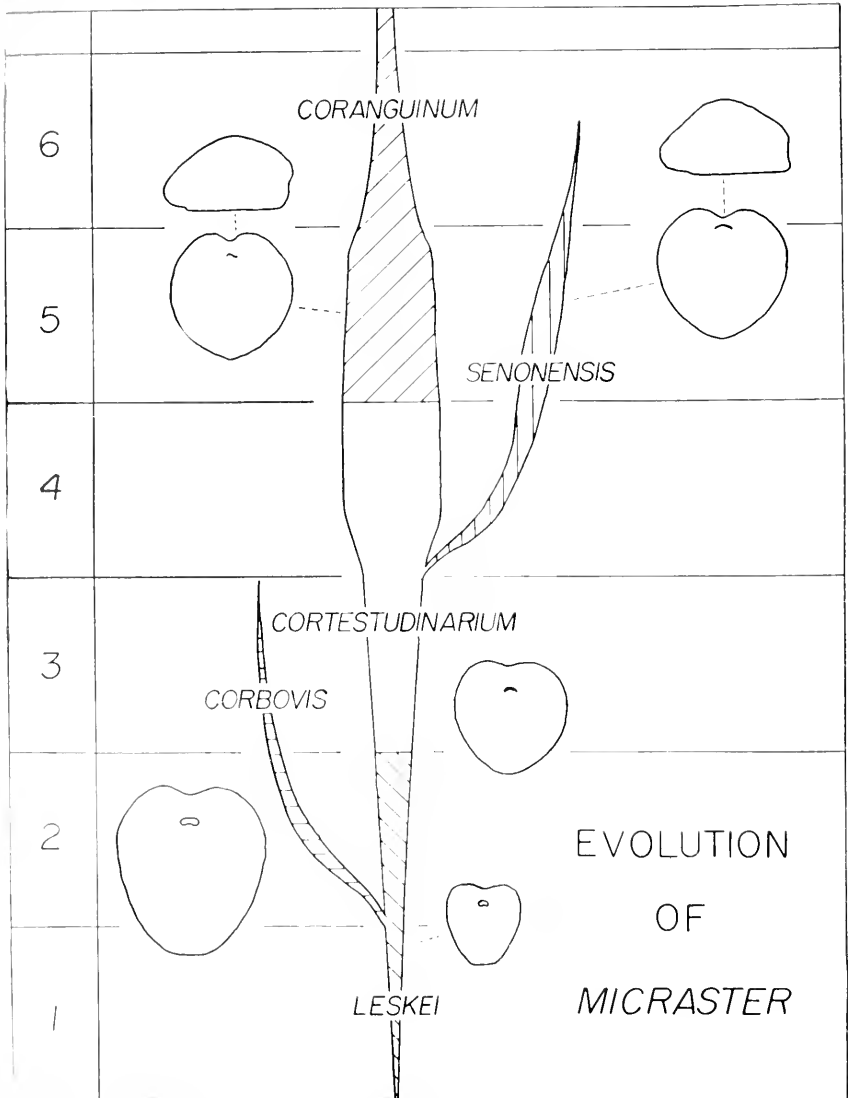 CORANGUINUM
6
5
SENONENSIS
4
CORTESTUDINARIUM
3
CORBOVIS
2
EVOLUTION
OF
MICRASTER
LESKEI
1